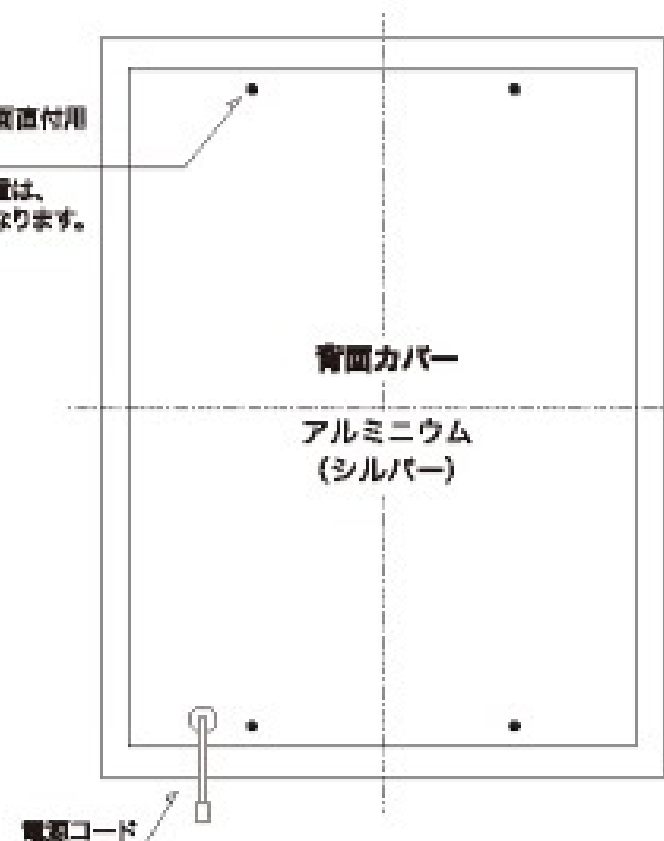 面直付用
置は、
なります。
背面カバー
アルミニウム
(シルバー)
電源コード